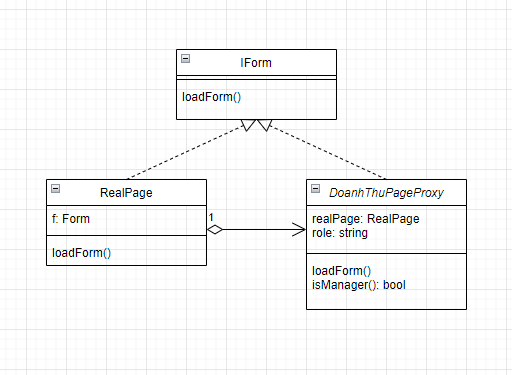 IForm
loadForm()
RealPage
f: Form
loadForm()
1
DoanhThuPageProxy
realPage: RealPage
role: string
loadForm()
isManager(): bool